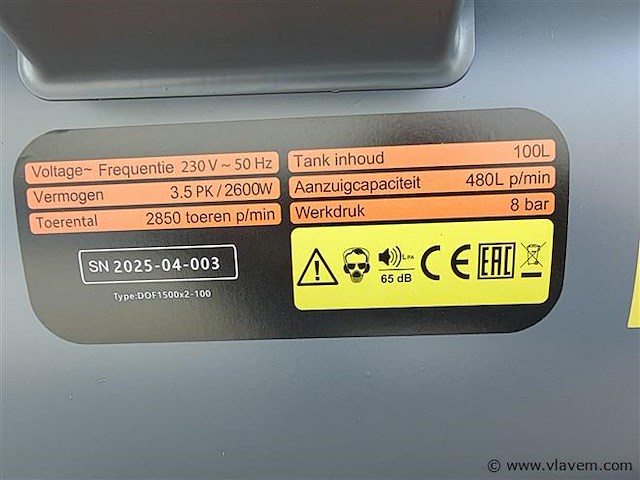 Voltage~ Frequentie 230 V ~ 50 Hz
Vermogen 3.5 PK / 2600W
Toerental 2850 toeren p/min
SN 2025-04-003
Type:DOF1500x2-100
Tank inhoud 100L
Aanzuigcapaciteit 480L p/min
Werkdruk 8 bar
LPA
65 dB
CE EAC
© www.vlavem.com